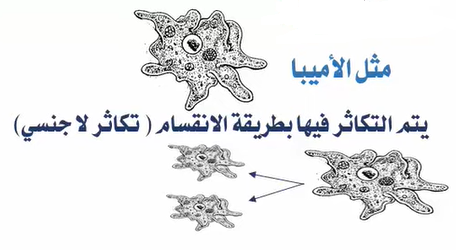 مثل الأميبا
يتم التكاثر فيها بطريقة الانقسام ( تكاثر لا جنسي)